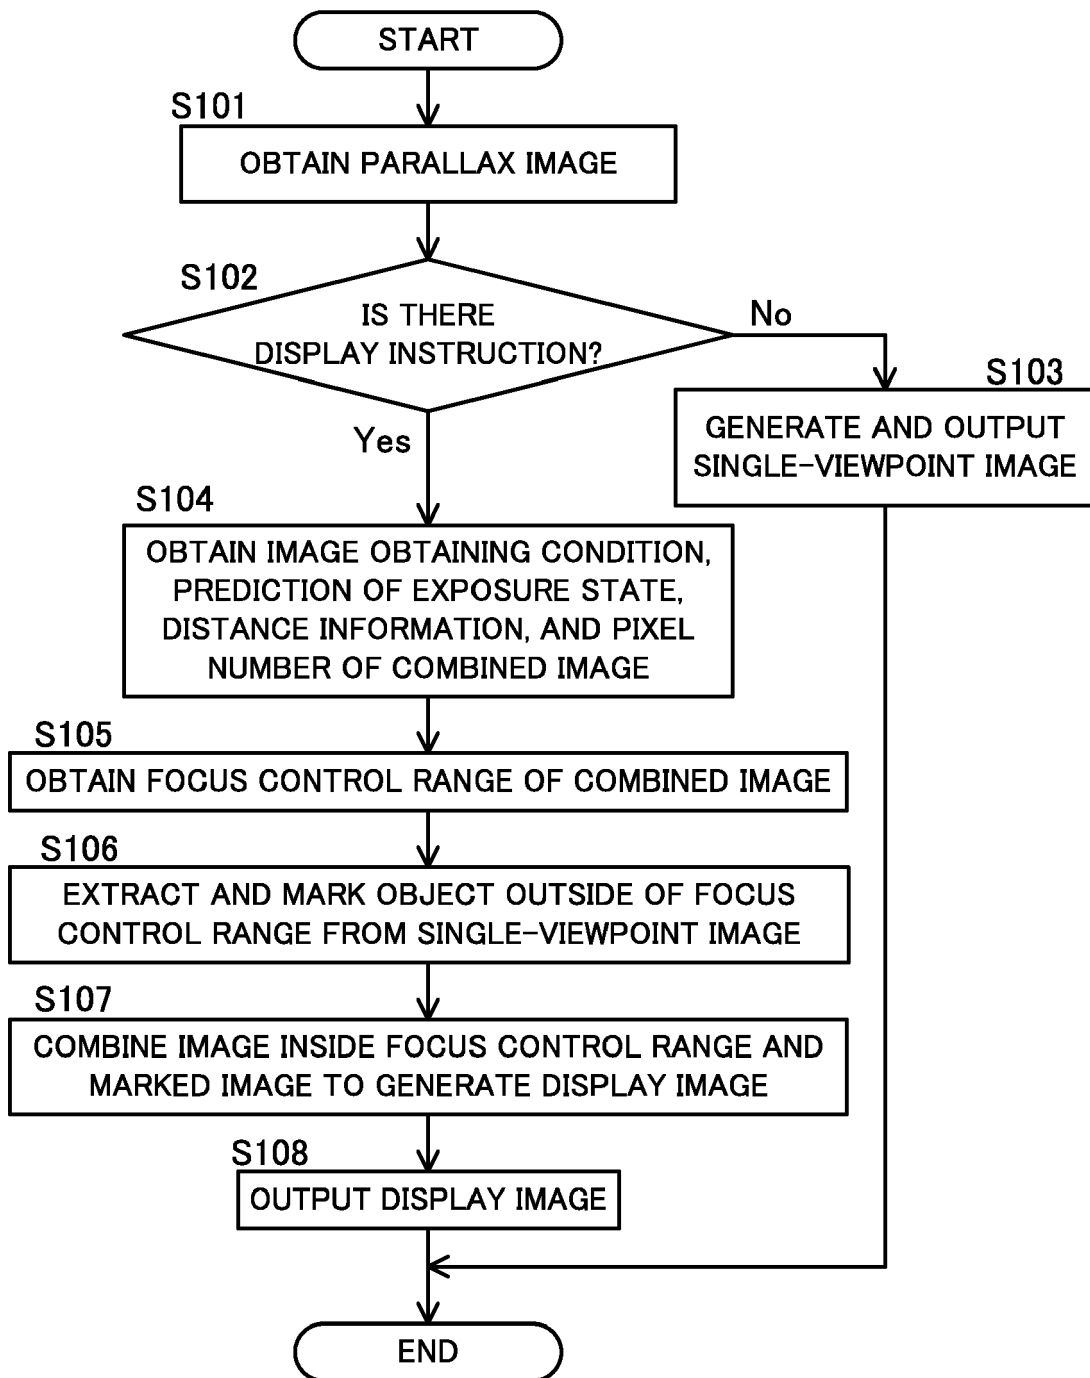 START
S101
OBTAIN PARALLAX IMAGE
S102
IS THERE
DISPLAY INSTRUCTION?
No
Yes
S103
GENERATE AND OUTPUT
SINGLE-VIEWPOINT IMAGE
S104
OBTAIN IMAGE OBTAINING CONDITION,
PREDICTION OF EXPOSURE STATE,
DISTANCE INFORMATION, AND PIXEL
NUMBER OF COMBINED IMAGE
S105
OBTAIN FOCUS CONTROL RANGE OF COMBINED IMAGE
S106
EXTRACT AND MARK OBJECT OUTSIDE OF FOCUS
CONTROL RANGE FROM SINGLE-VIEWPOINT IMAGE
S107
COMBINE IMAGE INSIDE FOCUS CONTROL RANGE AND
MARKED IMAGE TO GENERATE DISPLAY IMAGE
S108
OUTPUT DISPLAY IMAGE
END